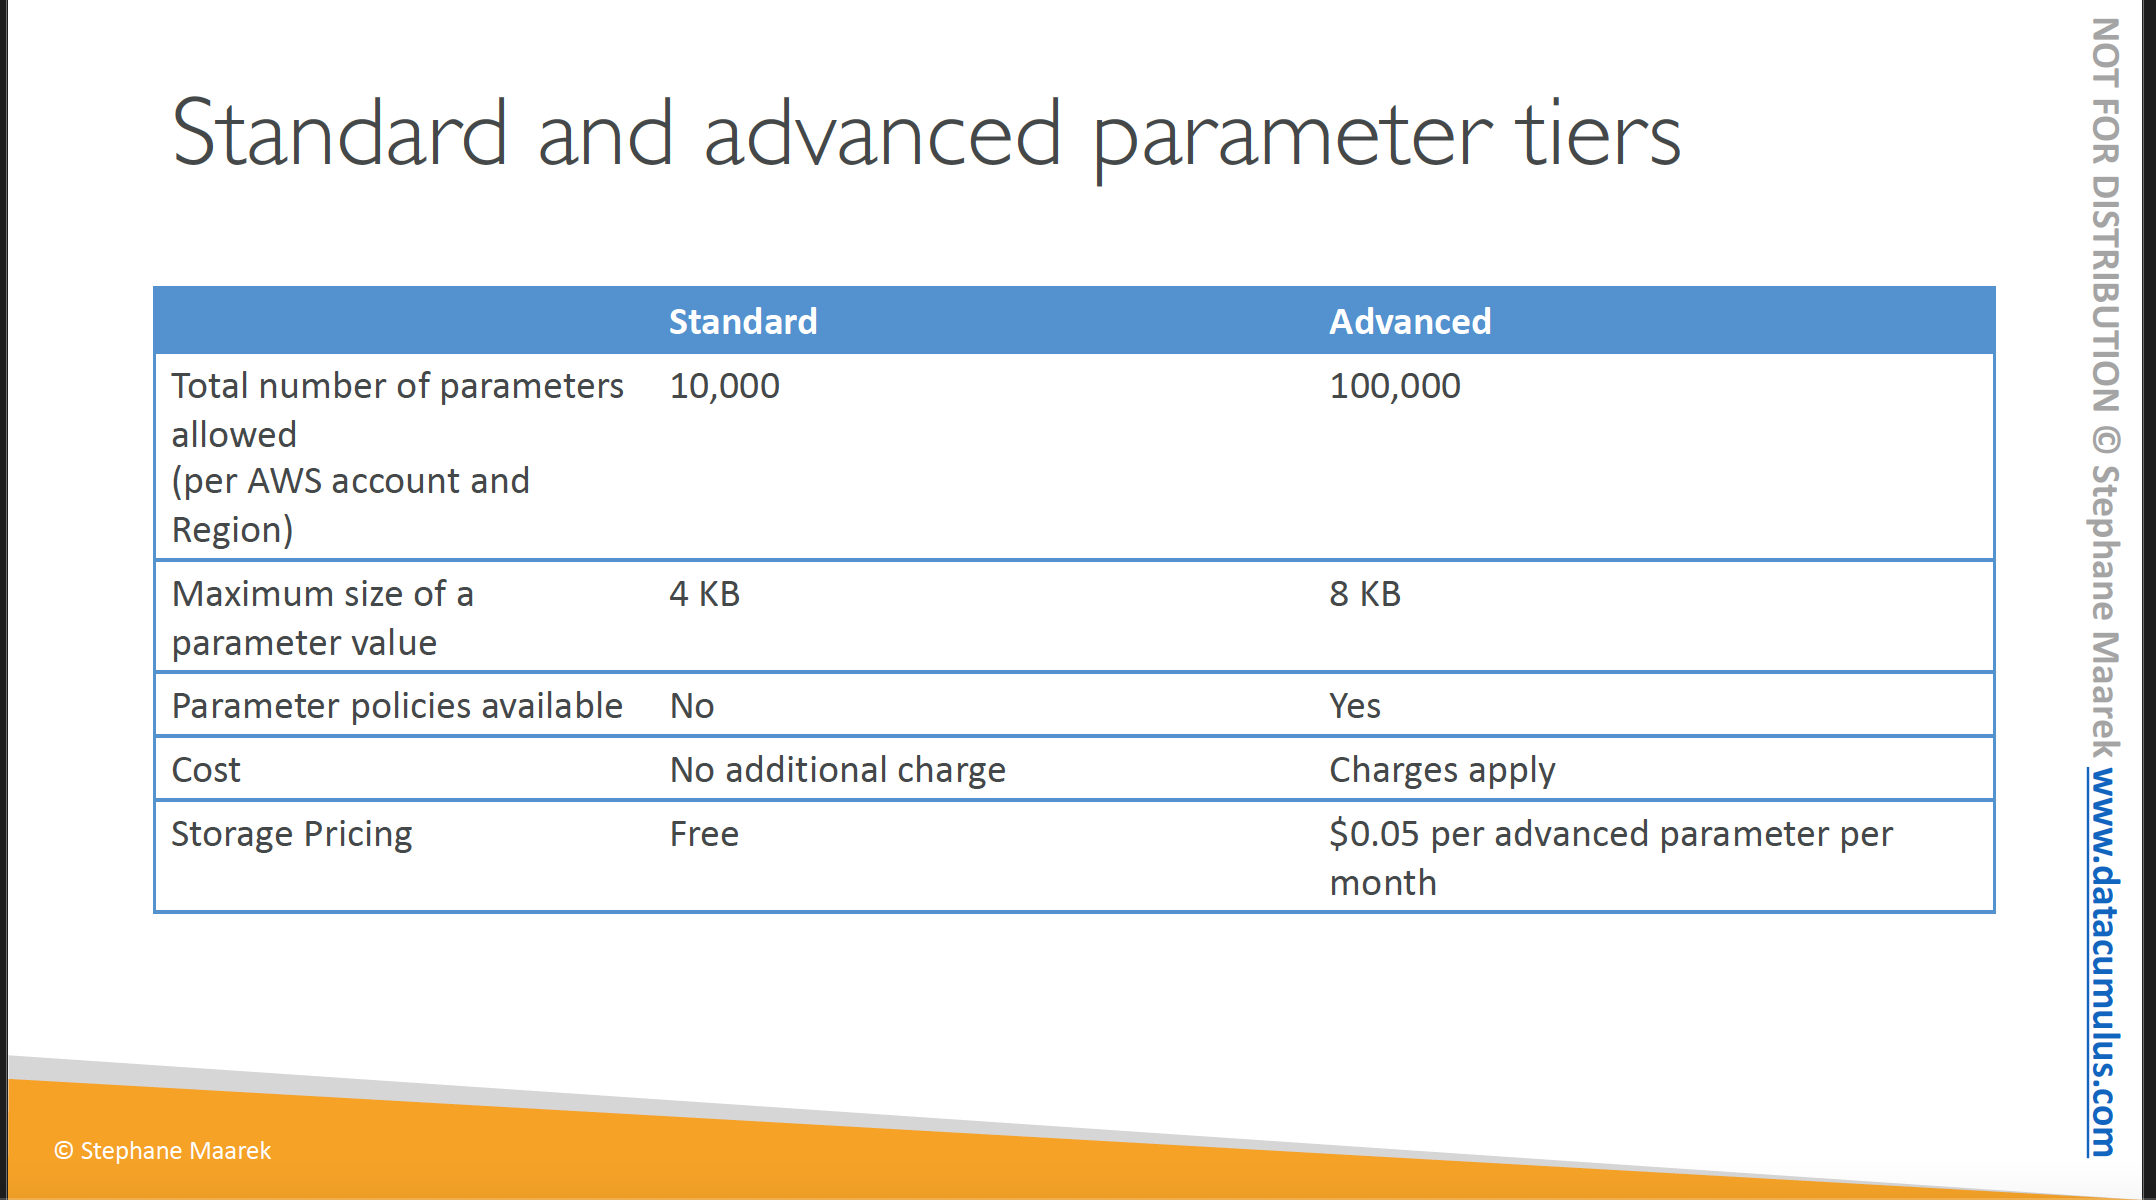 Standard and advanced parameter tiers
Standard Advanced
Total number of parameters 10,000 100,000
allowed
(per AWS account and
Region)
Maximum size of a 4 KB 8 KB
parameter value
Parameter policies available No Yes
Cost No additional charge Charges apply
Storage Pricing Free $0.05 per advanced parameter per
month
© Stephane Maarek
NOT FOR DISTRIBUTION © Stephane Maarek www.datacumulus.com